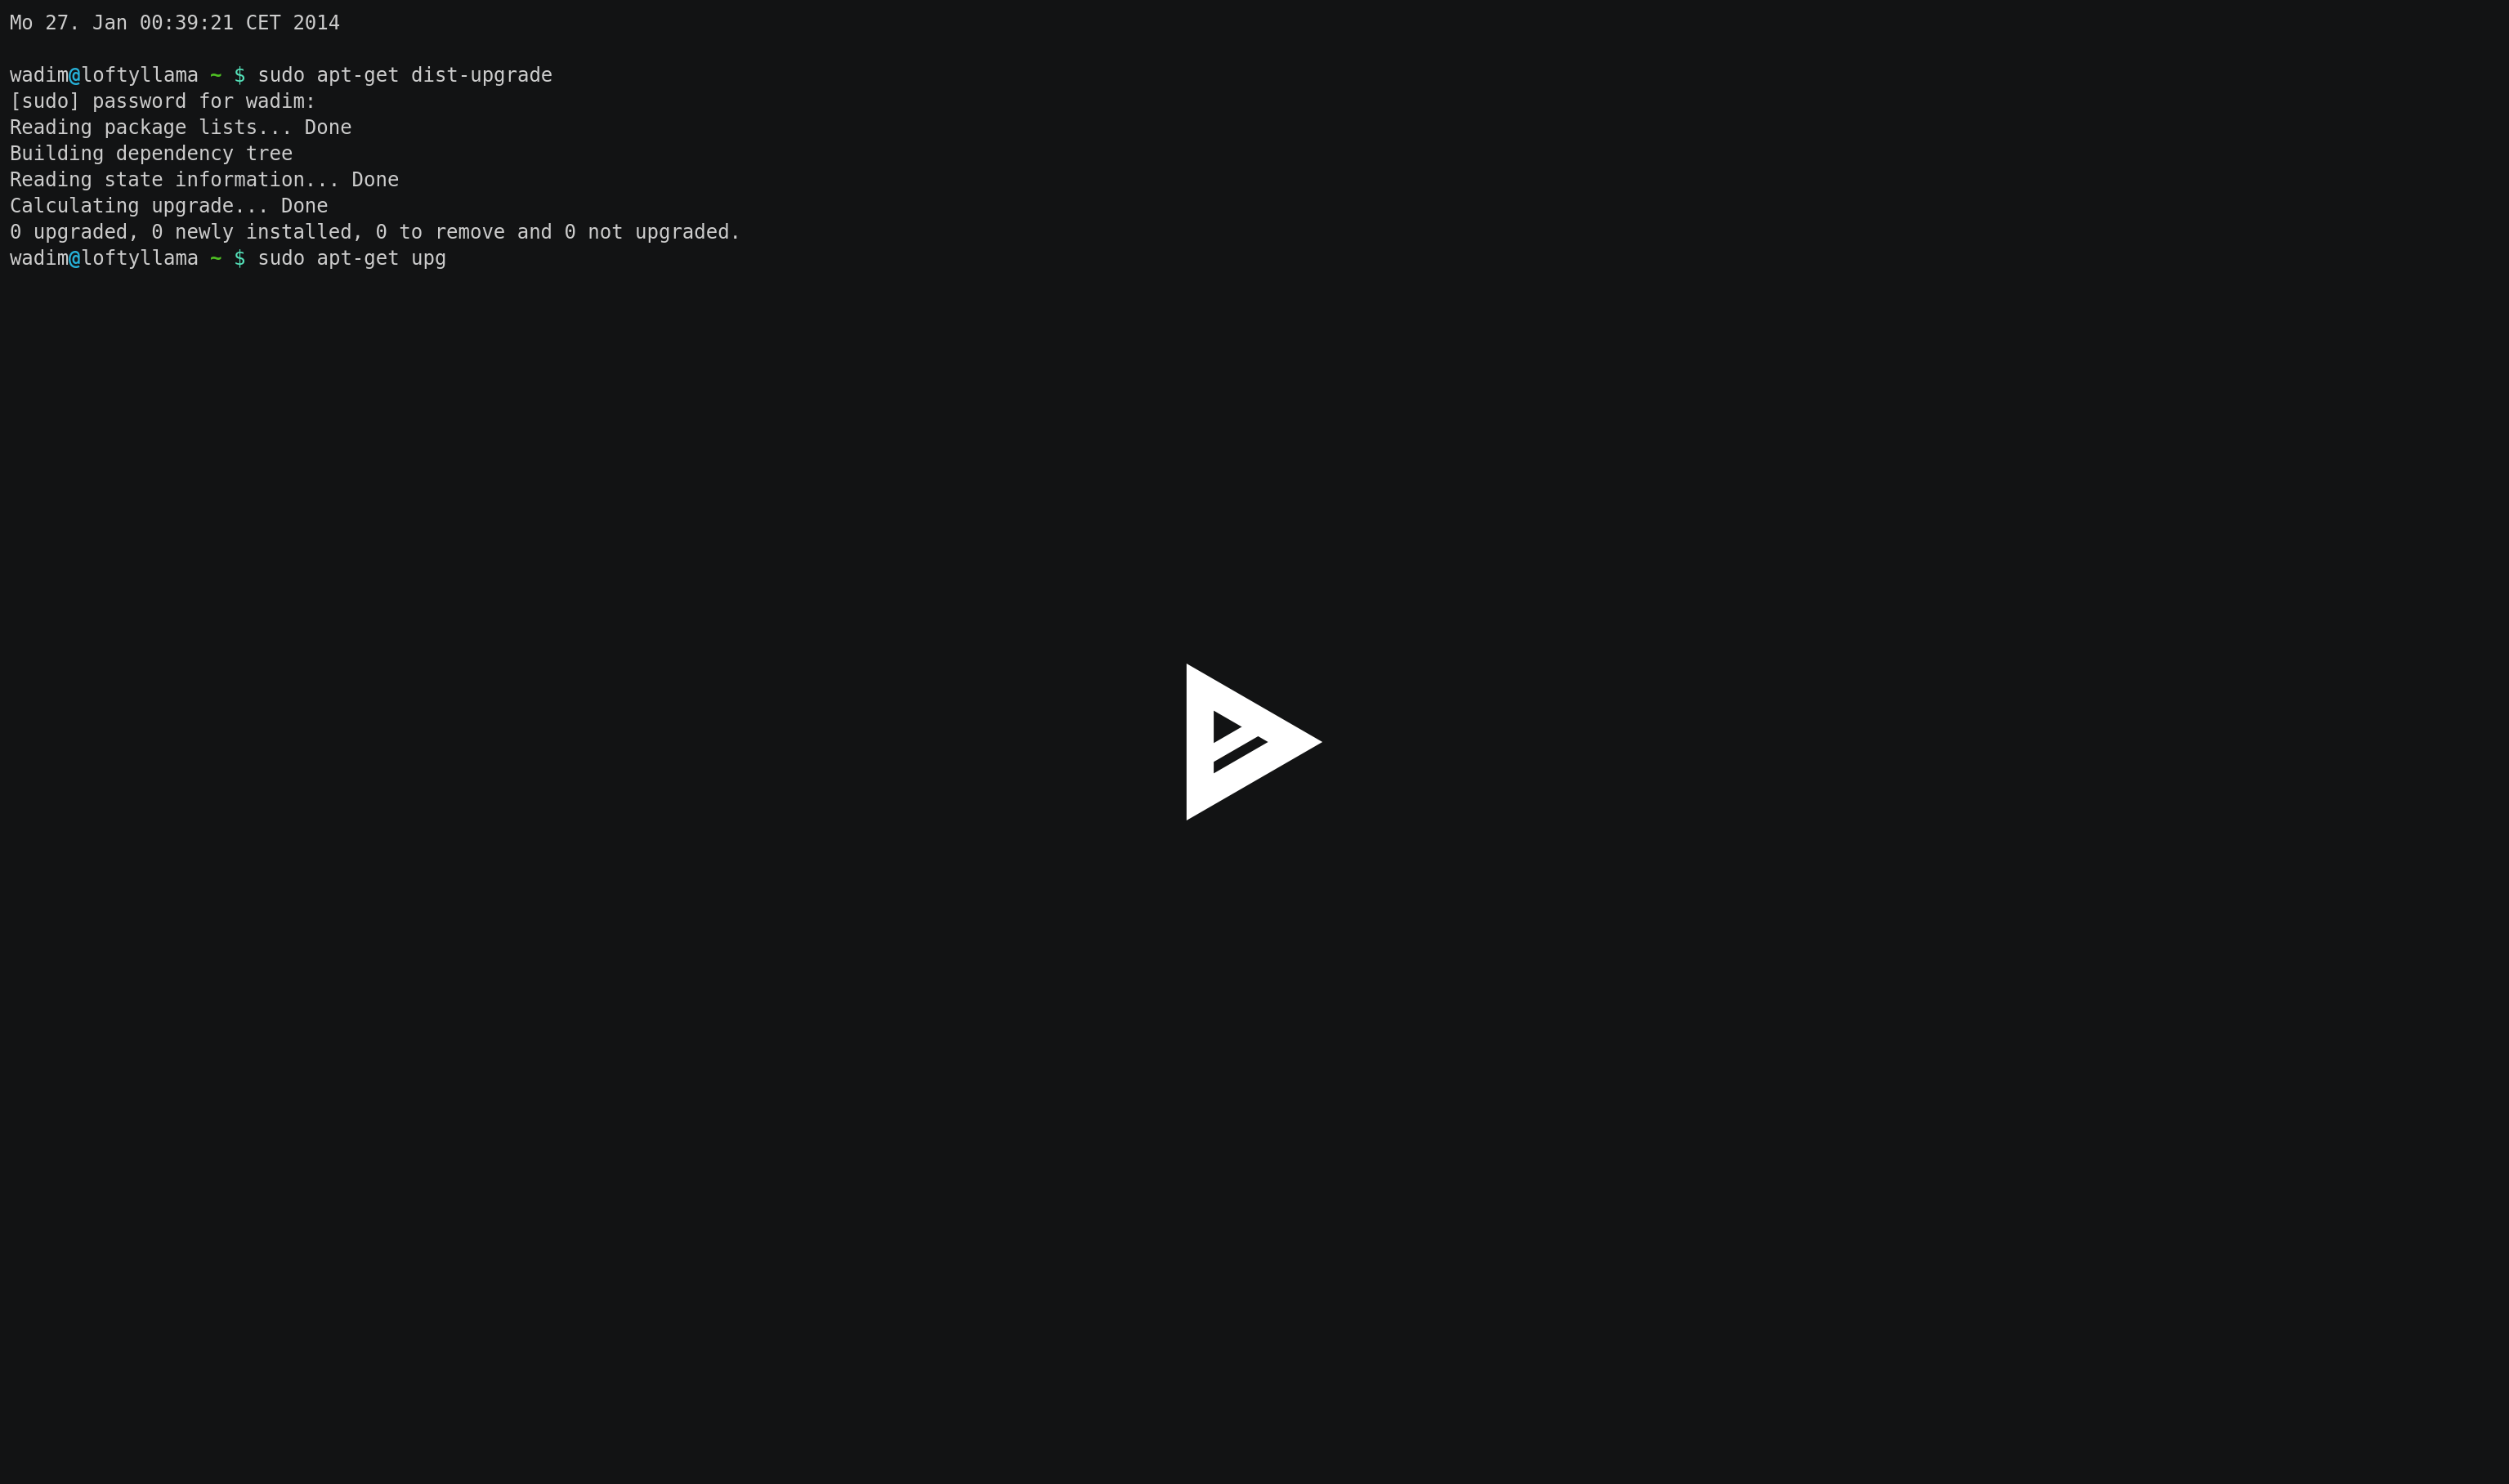 Mo 27. Jan 00:39:21 CET 2014
wadim@loftyllama ~ $ sudo apt-get dist-upgrade
[sudo] password for wadim:
Reading package lists... Done
Building dependency tree
Reading state information... Done
Calculating upgrade... Done
0 upgraded, 0 newly installed, 0 to remove and 0 not upgraded.
wadim@loftyllama ~ $ sudo apt-get upg